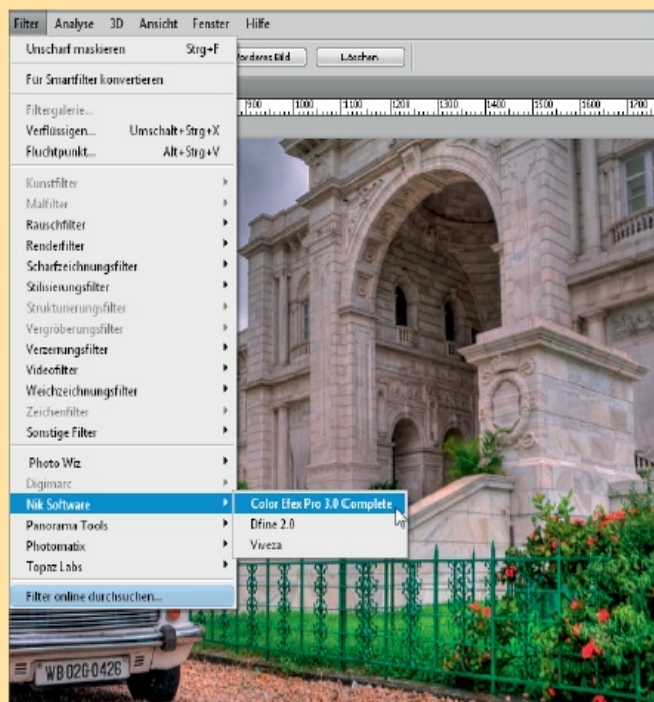 Filter Analyse 3D Ansicht Fenster Hilfe
Unscharf maskieren Strg+F
Für Smartfilter konvertieren
Filtergalerie...
Verflüssigen... Umschalt+Strg+X
Fluchtpunkt... Alt+Strg+V
Kunstfilter
Malfilter
Rauschfilter
Renderfilter
Scharfzeichnungsfilter
Stilisierungsfilter
Strukturierungsfilter
Vergröberungsfilter
Verzerrungsfilter
Videofilter
Weichzeichnungsfilter
Zeichenfilter
Sonstige Filter
Photo Wiz
Digimarc
Nik Software
Panorama Tools
Photomatix
Topaz Labs
Filter online durchsuchen...
Color Efex Pro 3.0 Complete
Dfine 2.0
Viveza
Bild Löschen
900 1000 1100 1200 1300 1400 1500 1600 1700
WB02G0426